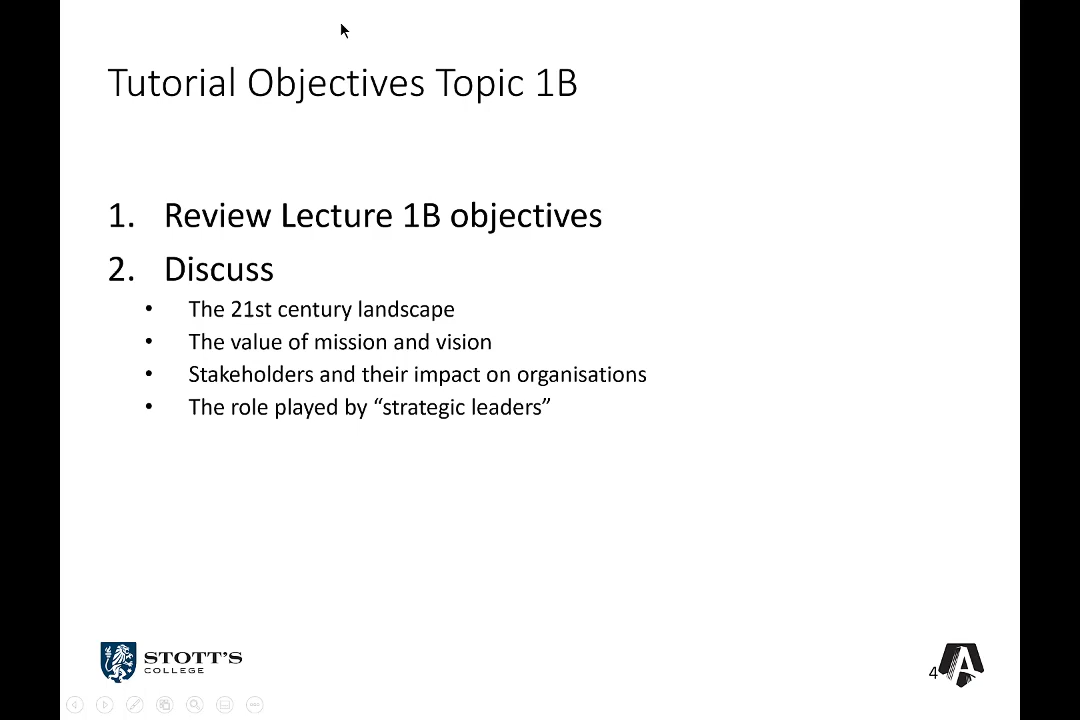 Tutorial Objectives Topic 1B
1. Review Lecture 1B objectives
2. Discuss
• The 21st century landscape
• The value of mission and vision
• Stakeholders and their impact on organisations
• The role played by “strategic leaders”
STOTT'S
COLLEGE
4
A